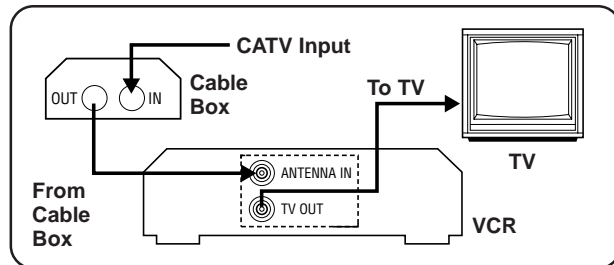 CATV Input
OUT
IN
Cable
Box
To TV
TV
ANTENNA IN
TV OUT
From
Cable
Box
VCR